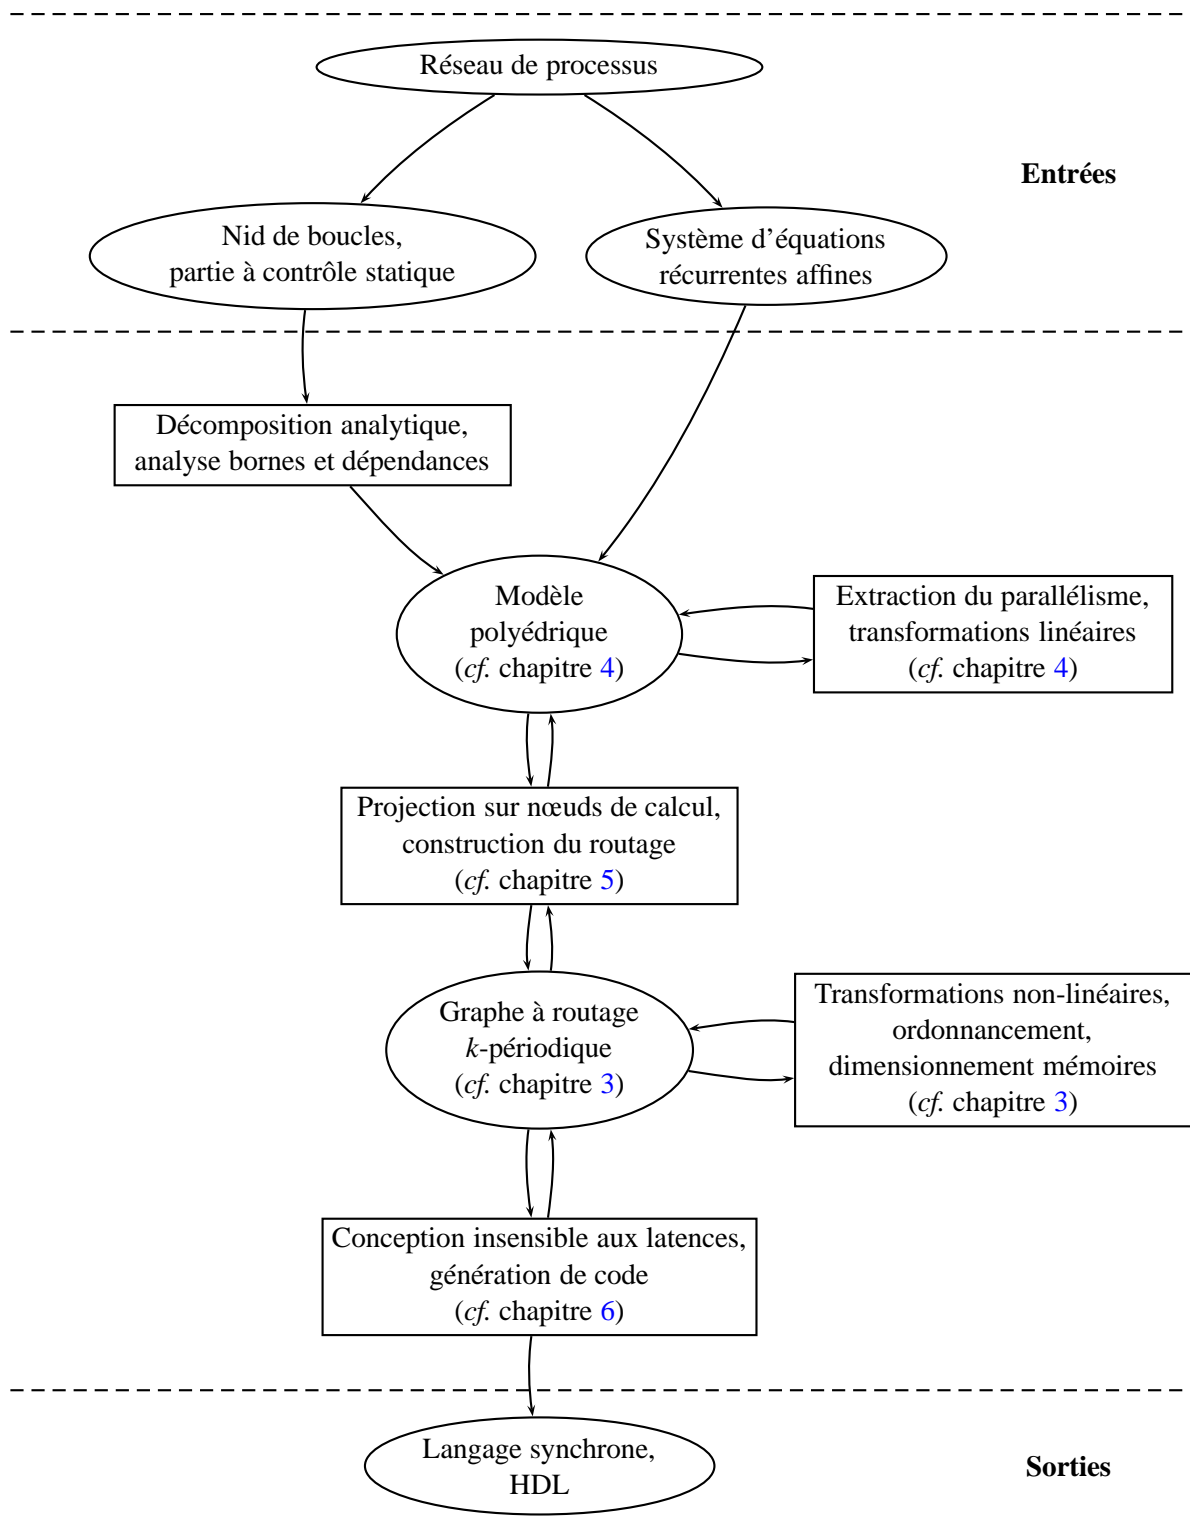 Réseau de processus
Entrées
Nid de boucles,
partie à contrôle statique
Système d'équations
récurrentes affines
Décomposition analytique,
analyse bornes et dépendances
Modèle
polyédrique
(cf. chapitre 4)
Extraction du parallélisme,
transformations linéaires
(cf. chapitre 4)
Projection sur nœuds de calcul,
construction du routage
(cf. chapitre 5)
Graphe à routage
k-périodique
(cf. chapitre 3)
Transformations non-linéaires,
ordonnancement,
dimensionnement mémoires
(cf. chapitre 3)
Conception insensible aux latences,
génération de code
(cf. chapitre 6)
Langage synchrone,
HDL
Sorties